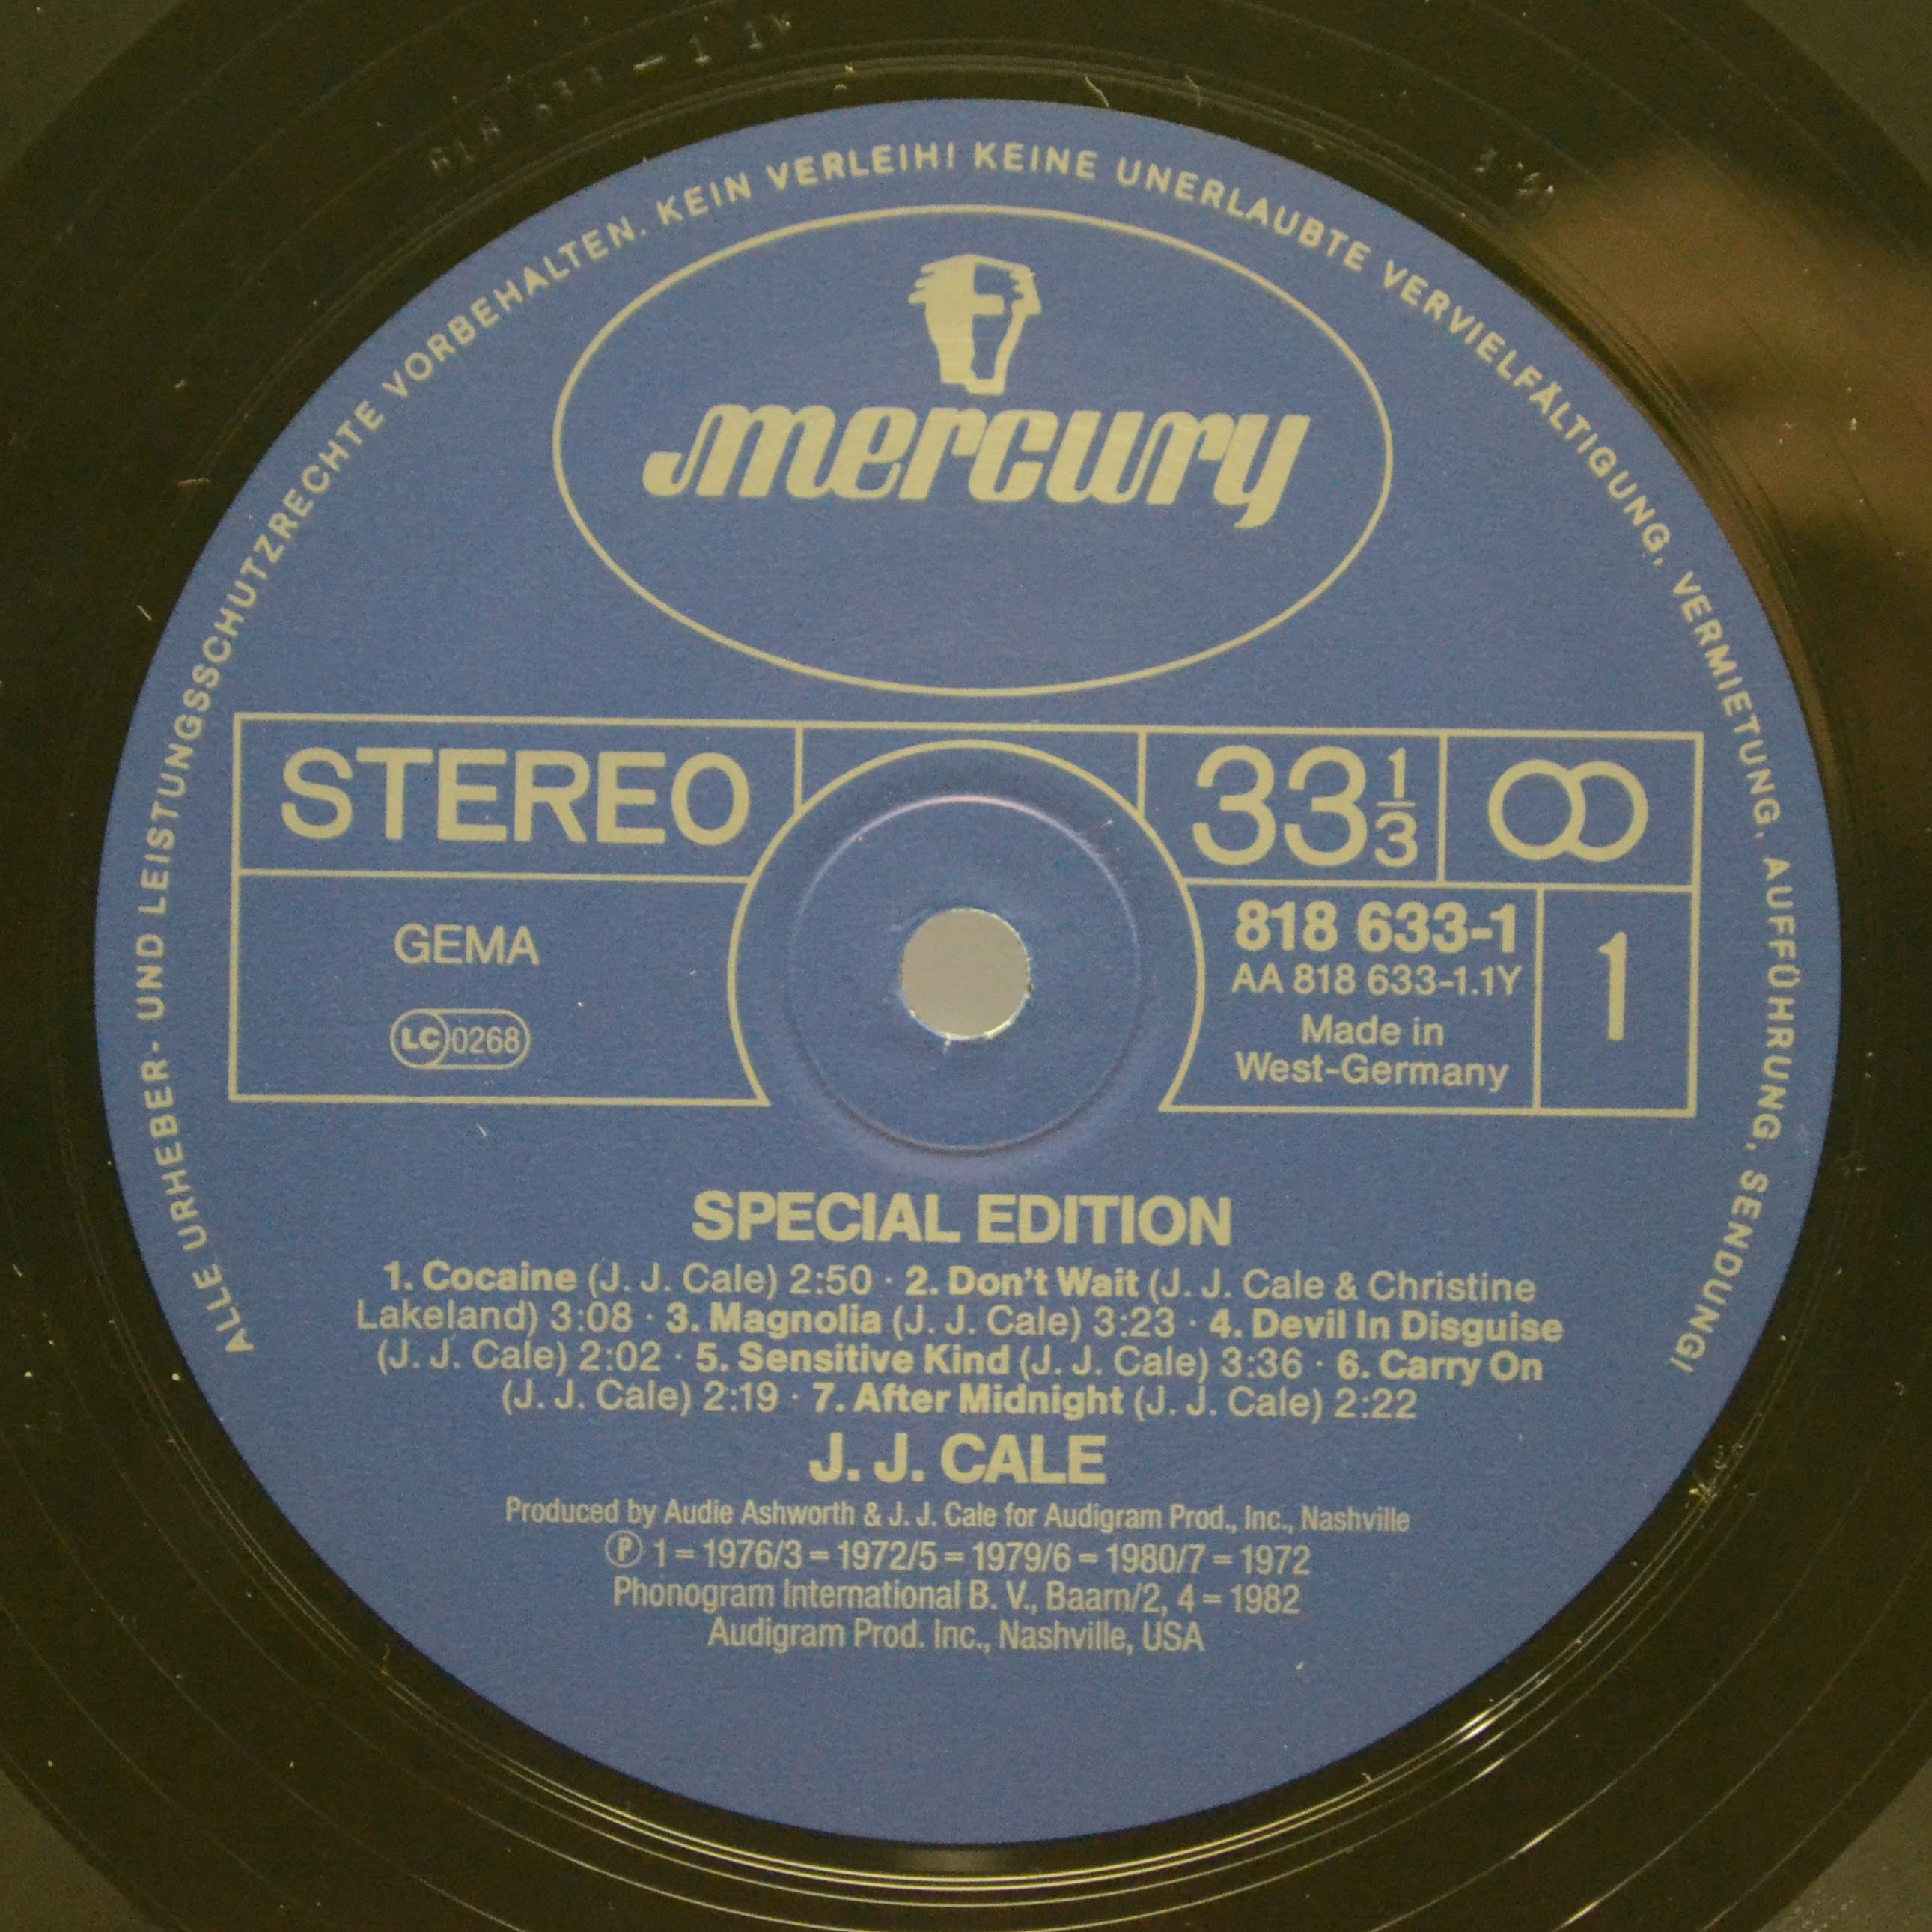 ALLE URHEBER- UND LEISTUNGSSCHUTZRECHTE VORBEHALTEN. KEIN VERLEIH! KEINE UNERLAUBTE VERVIELFÄLTIGUNG, VERMIETUNG, AUFFÜHRUNG, SENDUNG!
mercury
STEREO
33 1/3
GEMA
LC 0268
818 633-1
AA 818 633-1.1Y
Made in
West-Germany
1
SPECIAL EDITION
1. Cocaine (J. J. Cale) 2:50 · 2. Don't Wait (J. J. Cale & Christine
Lakeland) 3:08 · 3. Magnolia (J. J. Cale) 3:23 · 4. Devil In Disguise
(J. J. Cale) 2:02 · 5. Sensitive Kind (J. J. Cale) 3:36 · 6. Carry On
(J. J. Cale) 2:19 · 7. After Midnight (J. J. Cale) 2:22
J. J. CALE
Produced by Audie Ashworth & J. J. Cale for Audigram Prod., Inc., Nashville
℗ 1 = 1976/3 = 1972/5 = 1979/6 = 1980/7 = 1972
Phonogram International B. V., Baarn/2, 4 = 1982
Audigram Prod. Inc., Nashville, USA